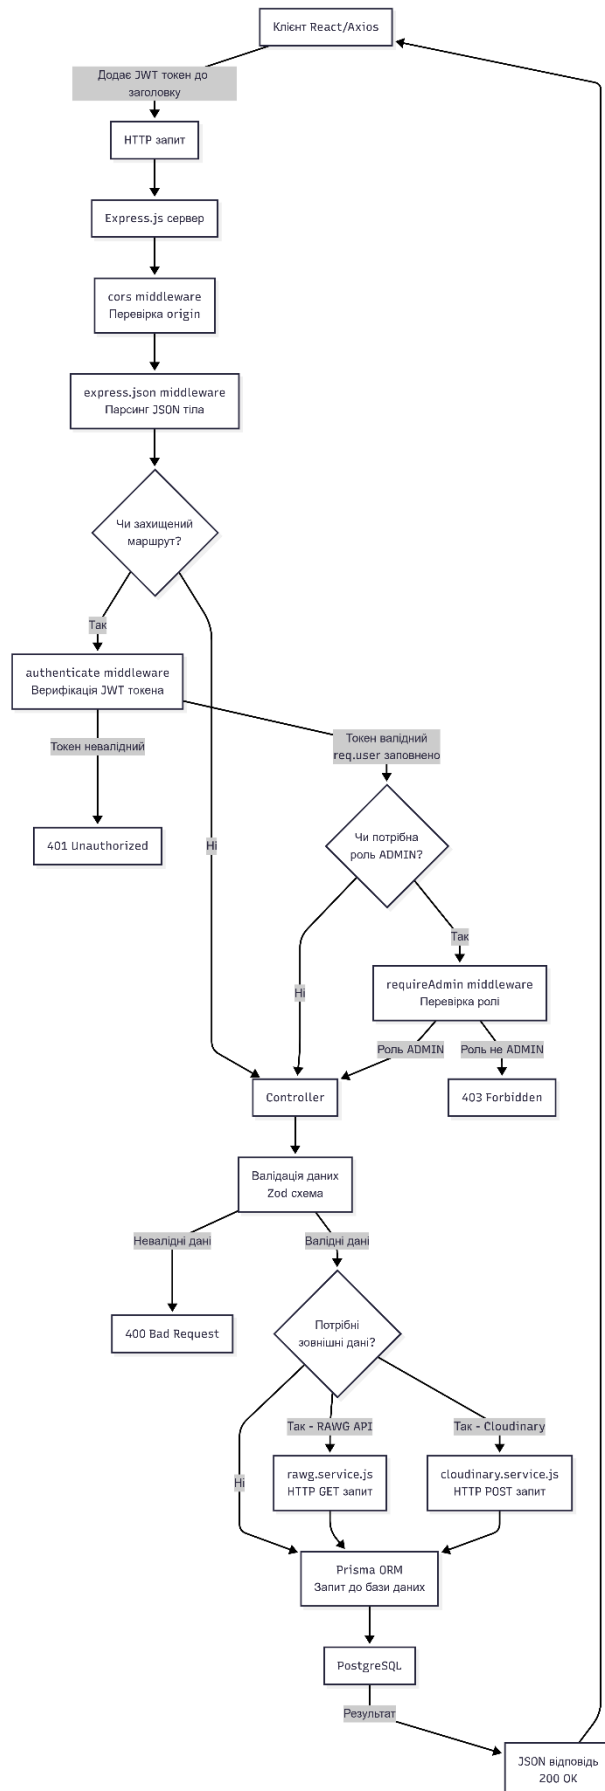 Клієнт React/Axios
Додає JWT токен до
заголовку
HTTP запит
Express.js сервер
cors middleware
Перевірка origin
express.json middleware
Парсинг JSON тіла
Чи захищений
маршрут?
Так
authenticate middleware
Верифікація JWT токена
Токен невалідний
Токен валідний
req.user заповнено
401 Unauthorized
Ні
Чи потрібна
роль ADMIN?
Так
Ні
requireAdmin middleware
Перевірка ролі
Роль ADMIN
Роль не ADMIN
Controller
403 Forbidden
Валідація даних
Zod схема
Невалідні дані
Валідні дані
400 Bad Request
Потрібні
зовнішні дані?
Так - RAWG API
Так - Cloudinary
Ні
rawg.service.js
HTTP GET запит
cloudinary.service.js
HTTP POST запит
Prisma ORM
Запит до бази даних
PostgreSQL
Результат
JSON відповідь
200 OK